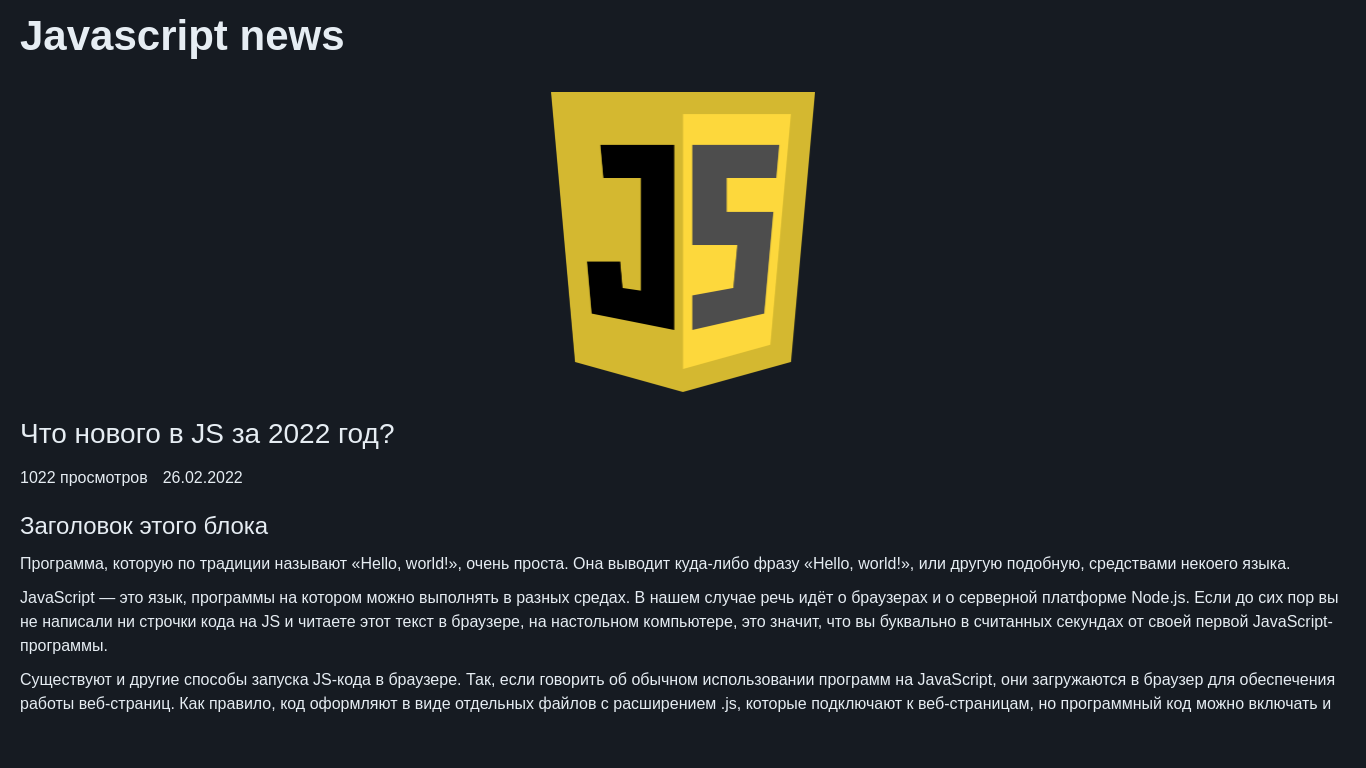 Javascript news
JS
Что нового в JS за 2022 год?
1022 просмотров 26.02.2022
Заголовок этого блока
Программа, которую по традиции называют «Hello, world!», очень проста. Она выводит куда-либо фразу «Hello, world!», или другую подобную, средствами некоего языка.
JavaScript — это язык, программы на котором можно выполнять в разных средах. В нашем случае речь идёт о браузерах и о серверной платформе Node.js. Если до сих пор вы
не написали ни строчки кода на JS и читаете этот текст в браузере, на настольном компьютере, это значит, что вы буквально в считанных секундах от своей первой JavaScript-
программы.
Существуют и другие способы запуска JS-кода в браузере. Так, если говорить об обычном использовании программ на JavaScript, они загружаются в браузер для обеспечения
работы веб-страниц. Как правило, код оформляют в виде отдельных файлов с расширением .js, которые подключают к веб-страницам, но программный код можно включать и